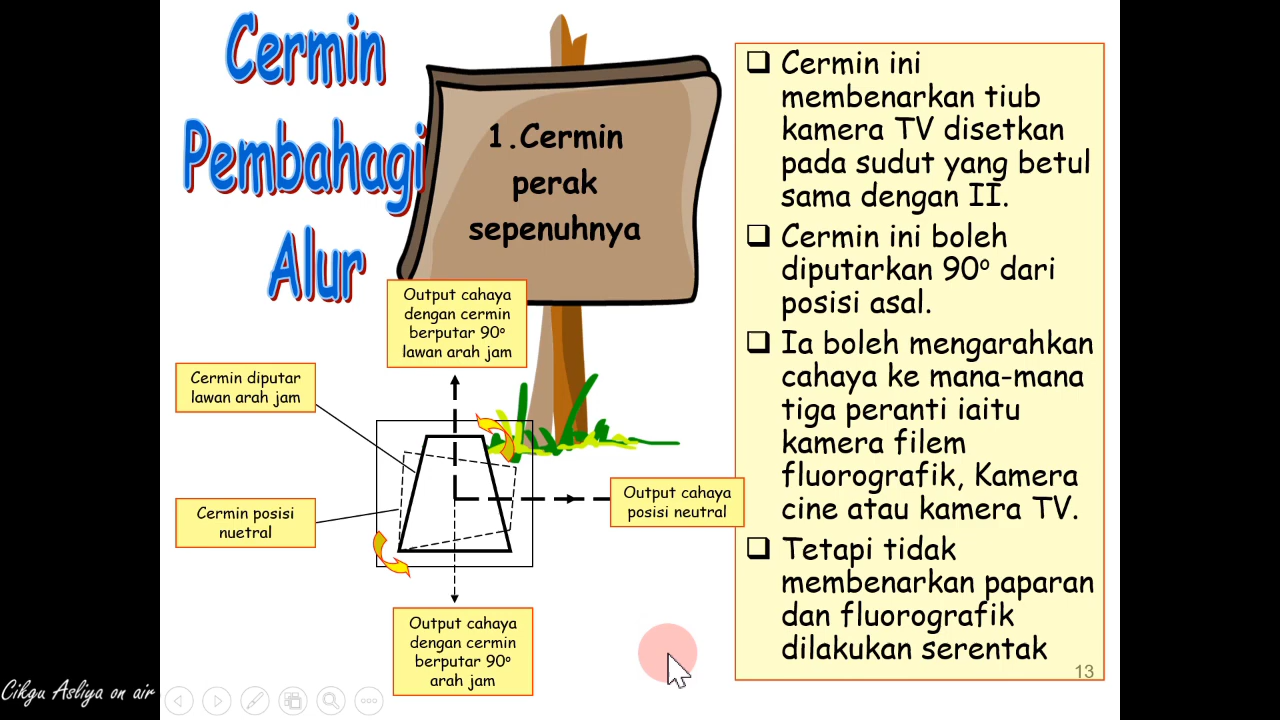 Cermin
Pembahagi
Alur
1.Cermin
perak
sepenuhnya
Output cahaya
dengan cermin
berputar 90º
lawan arah jam
Cermin diputar
lawan arah jam
Cermin posisi
nuetral
Output cahaya
posisi neutral
Output cahaya
dengan cermin
berputar 90º
arah jam
❑ Cermin ini
membenarkan tiub
kamera TV disetkan
pada sudut yang betul
sama dengan II.
❑ Cermin ini boleh
diputarkan 90º dari
posisi asal.
❑ Ia boleh mengarahkan
cahaya ke mana-mana
tiga peranti iaitu
kamera filem
fluorografik, Kamera
cine atau kamera TV.
❑ Tetapi tidak
membenarkan paparan
dan fluorografik
dilakukan serentak
13
Cikgu Asliya on air